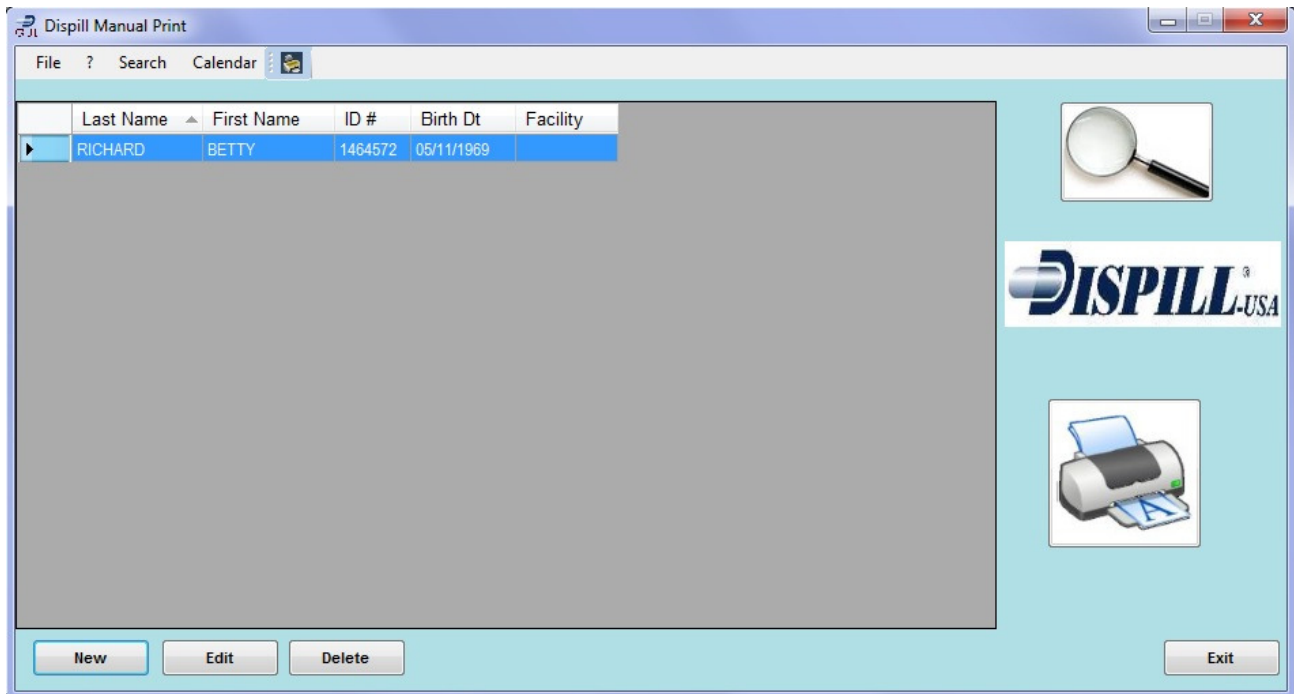 Dispill Manual Print
File ? Search Calendar
Last Name First Name ID # Birth Dt Facility
RICHARD BETTY 1464572 05/11/1969
DISPILL®-USA
A
New Edit Delete Exit